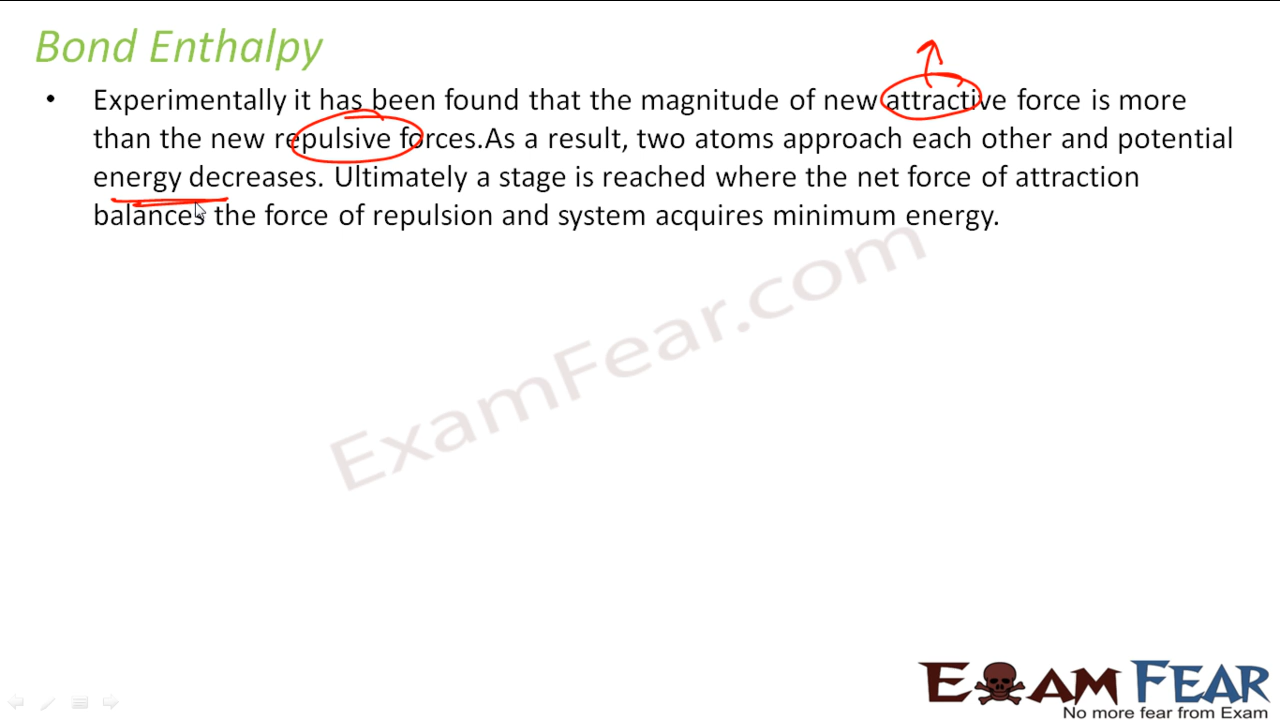 Bond Enthalpy
• Experimentally it has been found that the magnitude of new attractive force is more
than the new repulsive forces.As a result, two atoms approach each other and potential
energy decreases. Ultimately a stage is reached where the net force of attraction
balances the force of repulsion and system acquires minimum energy.
ExamFear.com
EXAM FEAR
No more fear from Exam